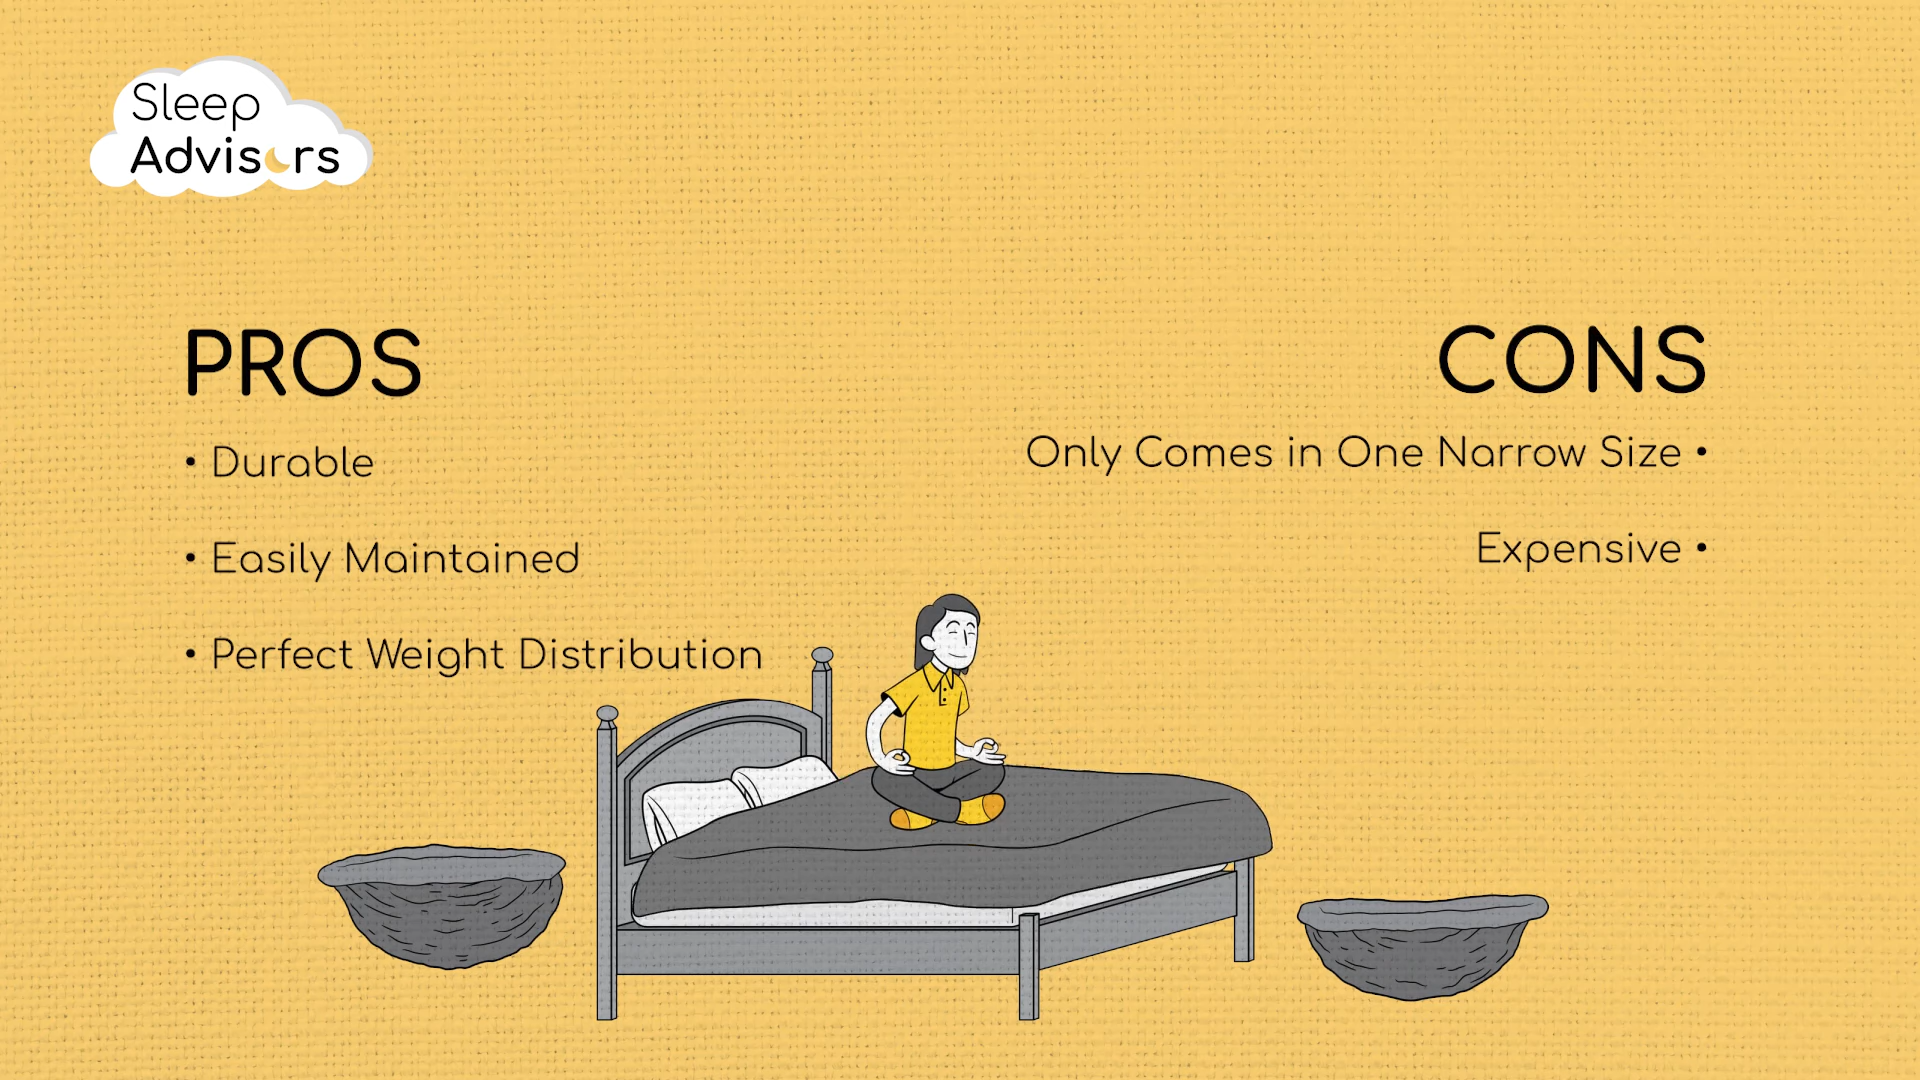 Sleep
Advisors
PROS
• Durable
• Easily Maintained
• Perfect Weight Distribution
CONS
Only Comes in One Narrow Size •
Expensive •